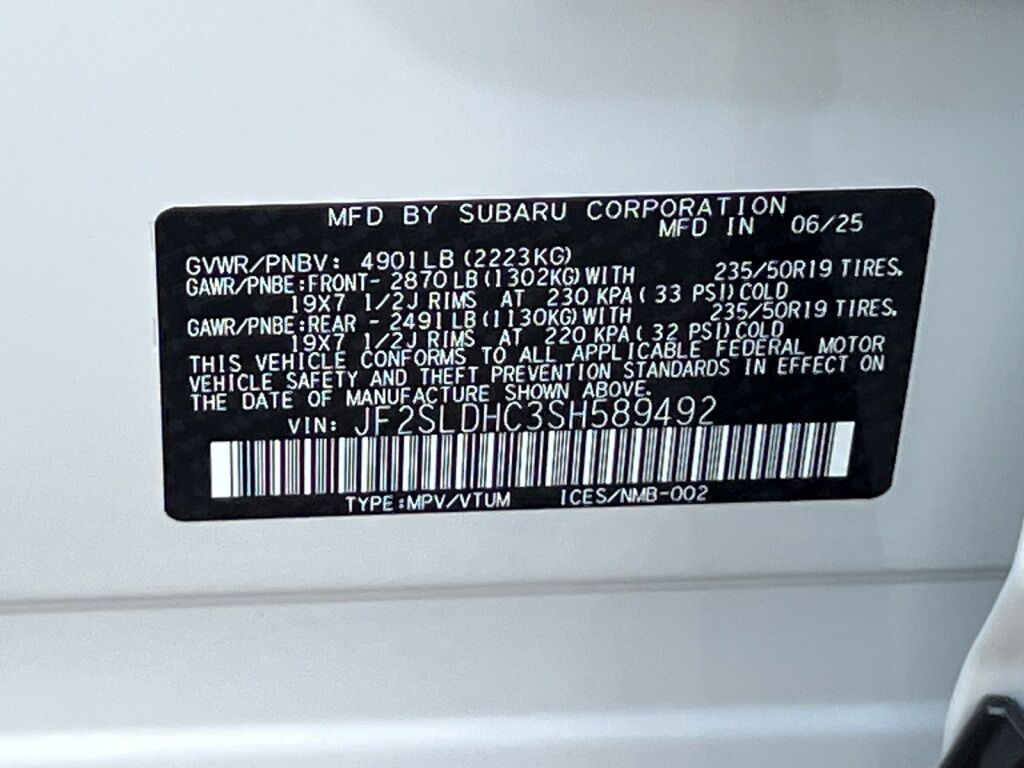 MFD BY SUBARU CORPORATION
MFD IN 06/25
GVWR/PNBV: 4901LB(2223KG)
GAWR/PNBE:FRONT- 2870LB(1302KG)WITH 235/50R19 TIRES.
19X7 1/2J RIMS AT 230 KPA( 33 PSI)COLD
GAWR/PNBE:REAR - 2491LB(1130KG)WITH 235/50R19 TIRES.
19X7 1/2J RIMS AT 220 KPA( 32 PSI)COLD
THIS VEHICLE CONFORMS TO ALL APPLICABLE FEDERAL MOTOR
VEHICLE SAFETY AND THEFT PREVENTION STANDARDS IN EFFECT ON
THE DATE OF MANUFACTURE SHOWN ABOVE.
VIN: JF2SLDHC3SH589492
TYPE:MPV/VTUM ICES/NMB-002